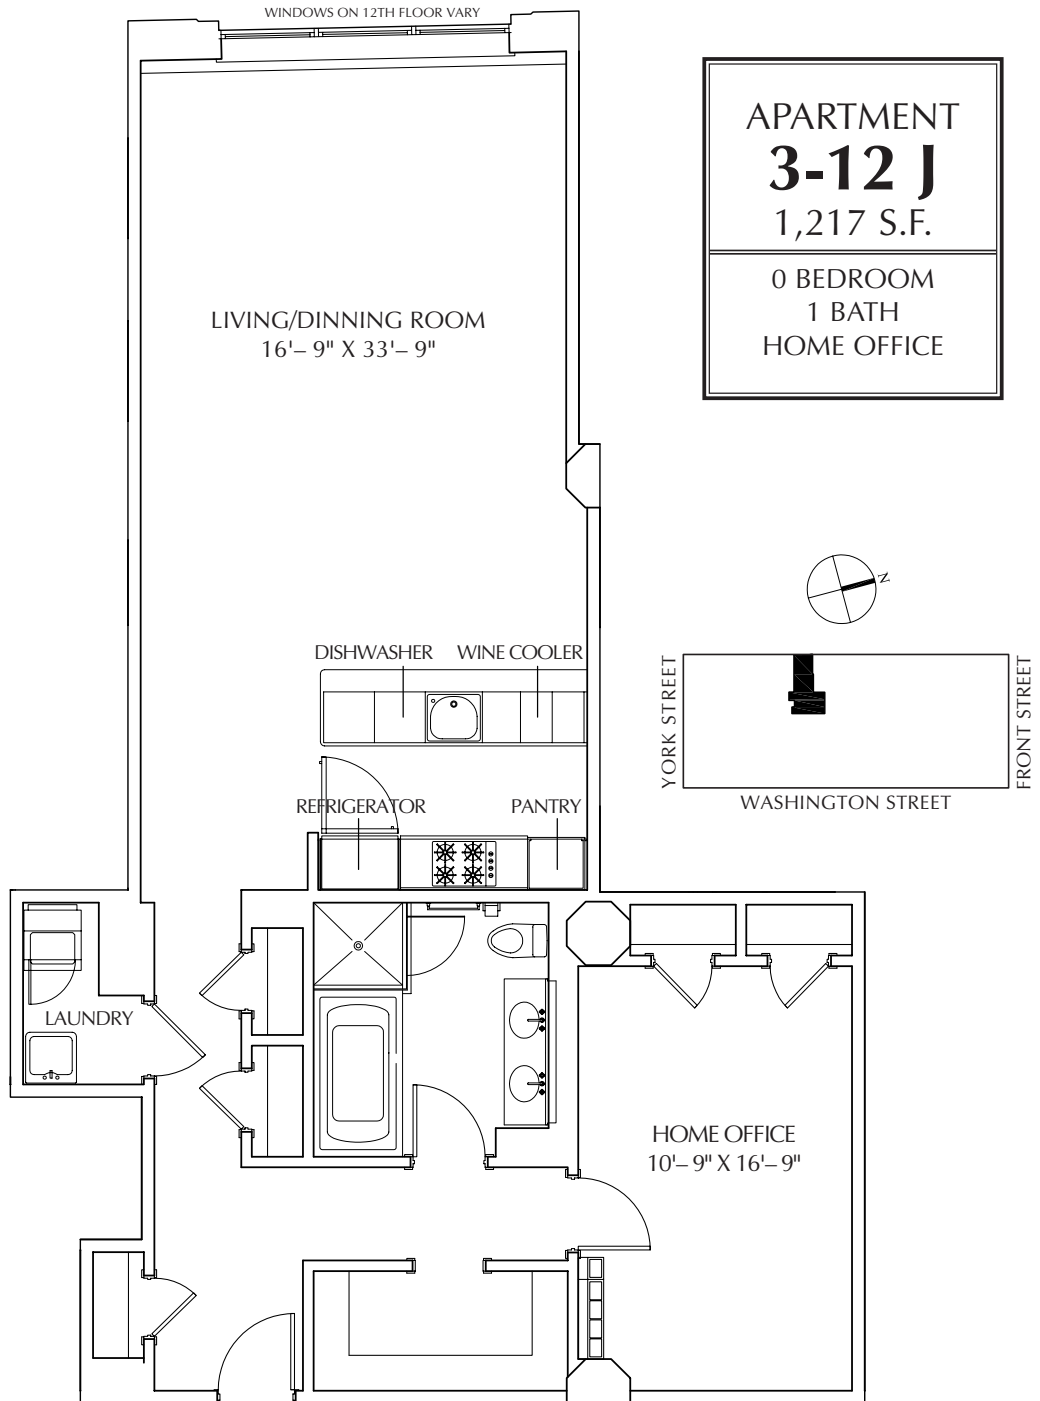 WINDOWS ON 12TH FLOOR VARY
APARTMENT
3-12 J
1,217 S.F.
0 BEDROOM
1 BATH
HOME OFFICE
LIVING/DINNING ROOM
16'– 9" X 33'– 9"
N
DISHWASHER
WINE COOLER
YORK STREET
FRONT STREET
WASHINGTON STREET
REFRIGERATOR
PANTRY
LAUNDRY
HOME OFFICE
10'– 9" X 16'– 9"